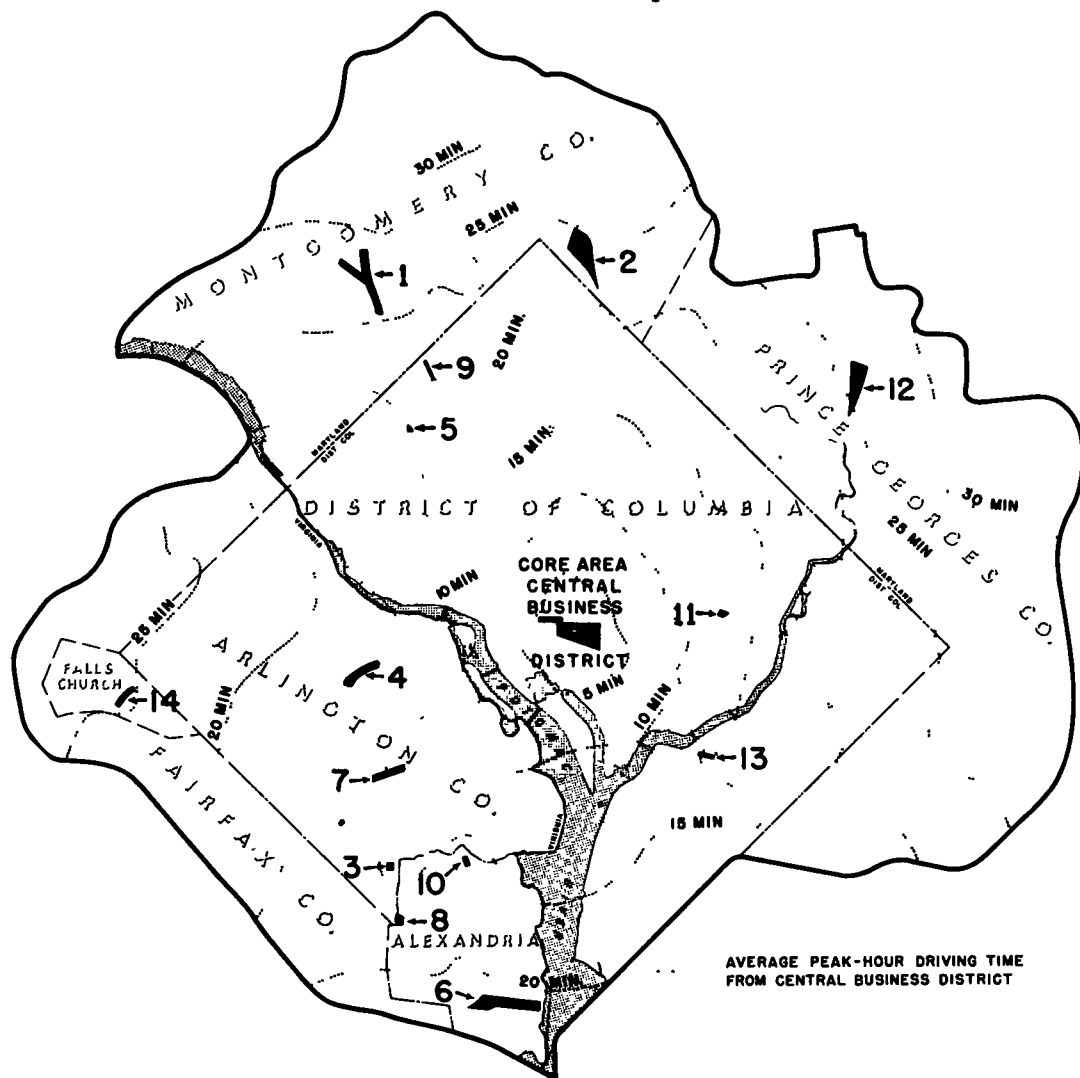 30 MIN
MONTGOMERY CO.
25 MIN
1
2
20 MIN.
9
5
15 MIN.
MARYLAND
DIST COL
PRINCE GEORGES CO.
12
30 MIN
25 MIN
DISTRICT OF COLUMBIA
VIRGINIA
MARYLAND
DIST COL
10 MIN
CORE AREA
CENTRAL
BUSINESS
DISTRICT
11
5 MIN
10 MIN
25 MIN
FALLS
CHURCH
14
20 MIN
ARLINGTON CO.
4
POTOMAC
7
13
FAIRFAX CO.
15 MIN
VIRGINIA
3
10
8
ALEXANDRIA
RIVER
6
20 MIN.
AVERAGE PEAK-HOUR DRIVING TIME
FROM CENTRAL BUSINESS DISTRICT